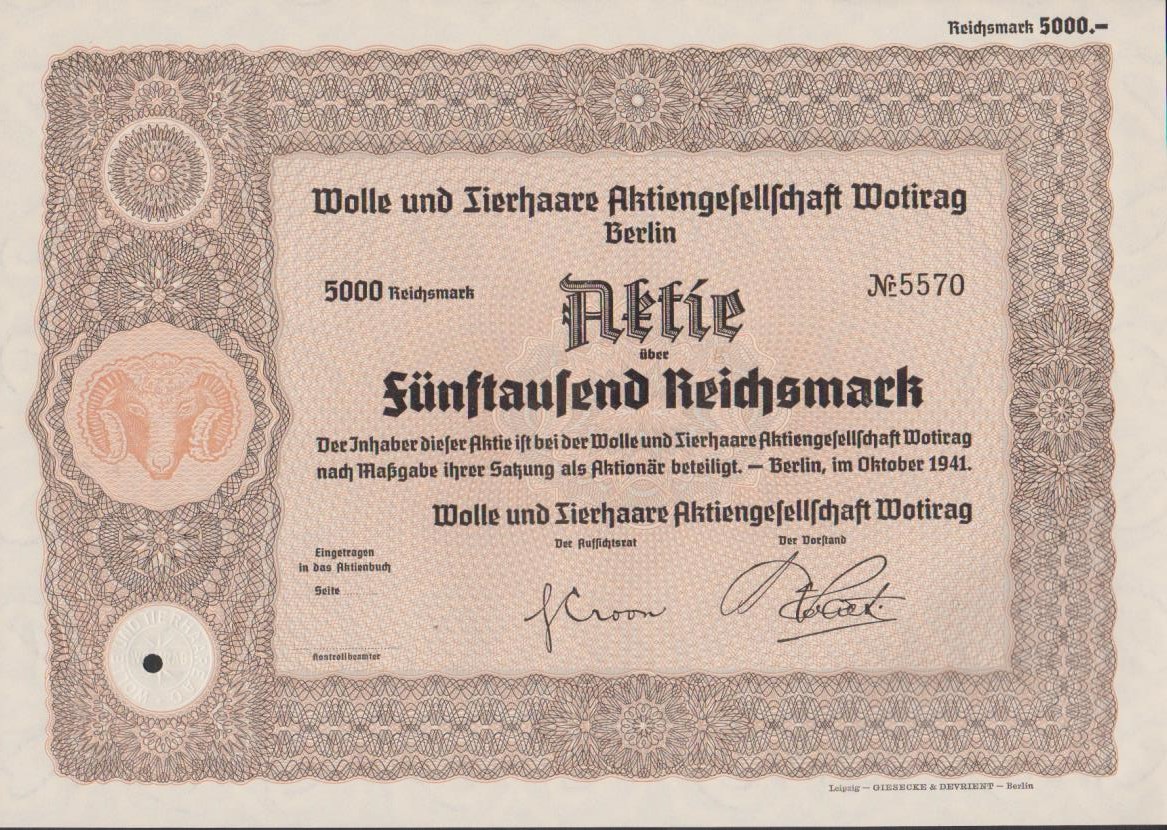 Reichsmark 5000.–
Wolle und Tierhaare Aktiengesellschaft Wotirag
Berlin
5000 Reichsmark
Aktie
№ 5570
über
Fünftausend Reichsmark
Der Inhaber dieser Aktie ist bei der Wolle und Tierhaare Aktiengesellschaft Wotirag
nach Maßgabe ihrer Satzung als Aktionär beteiligt. — Berlin, im Oktober 1941.
Wolle und Tierhaare Aktiengesellschaft Wotirag
Der Aufsichtsrat
Der Vorstand
Eingetragen
in das Aktienbuch
Seite
Croon
Kontrollbeamter
Leipzig — GIESECKE & DEVRIENT — Berlin